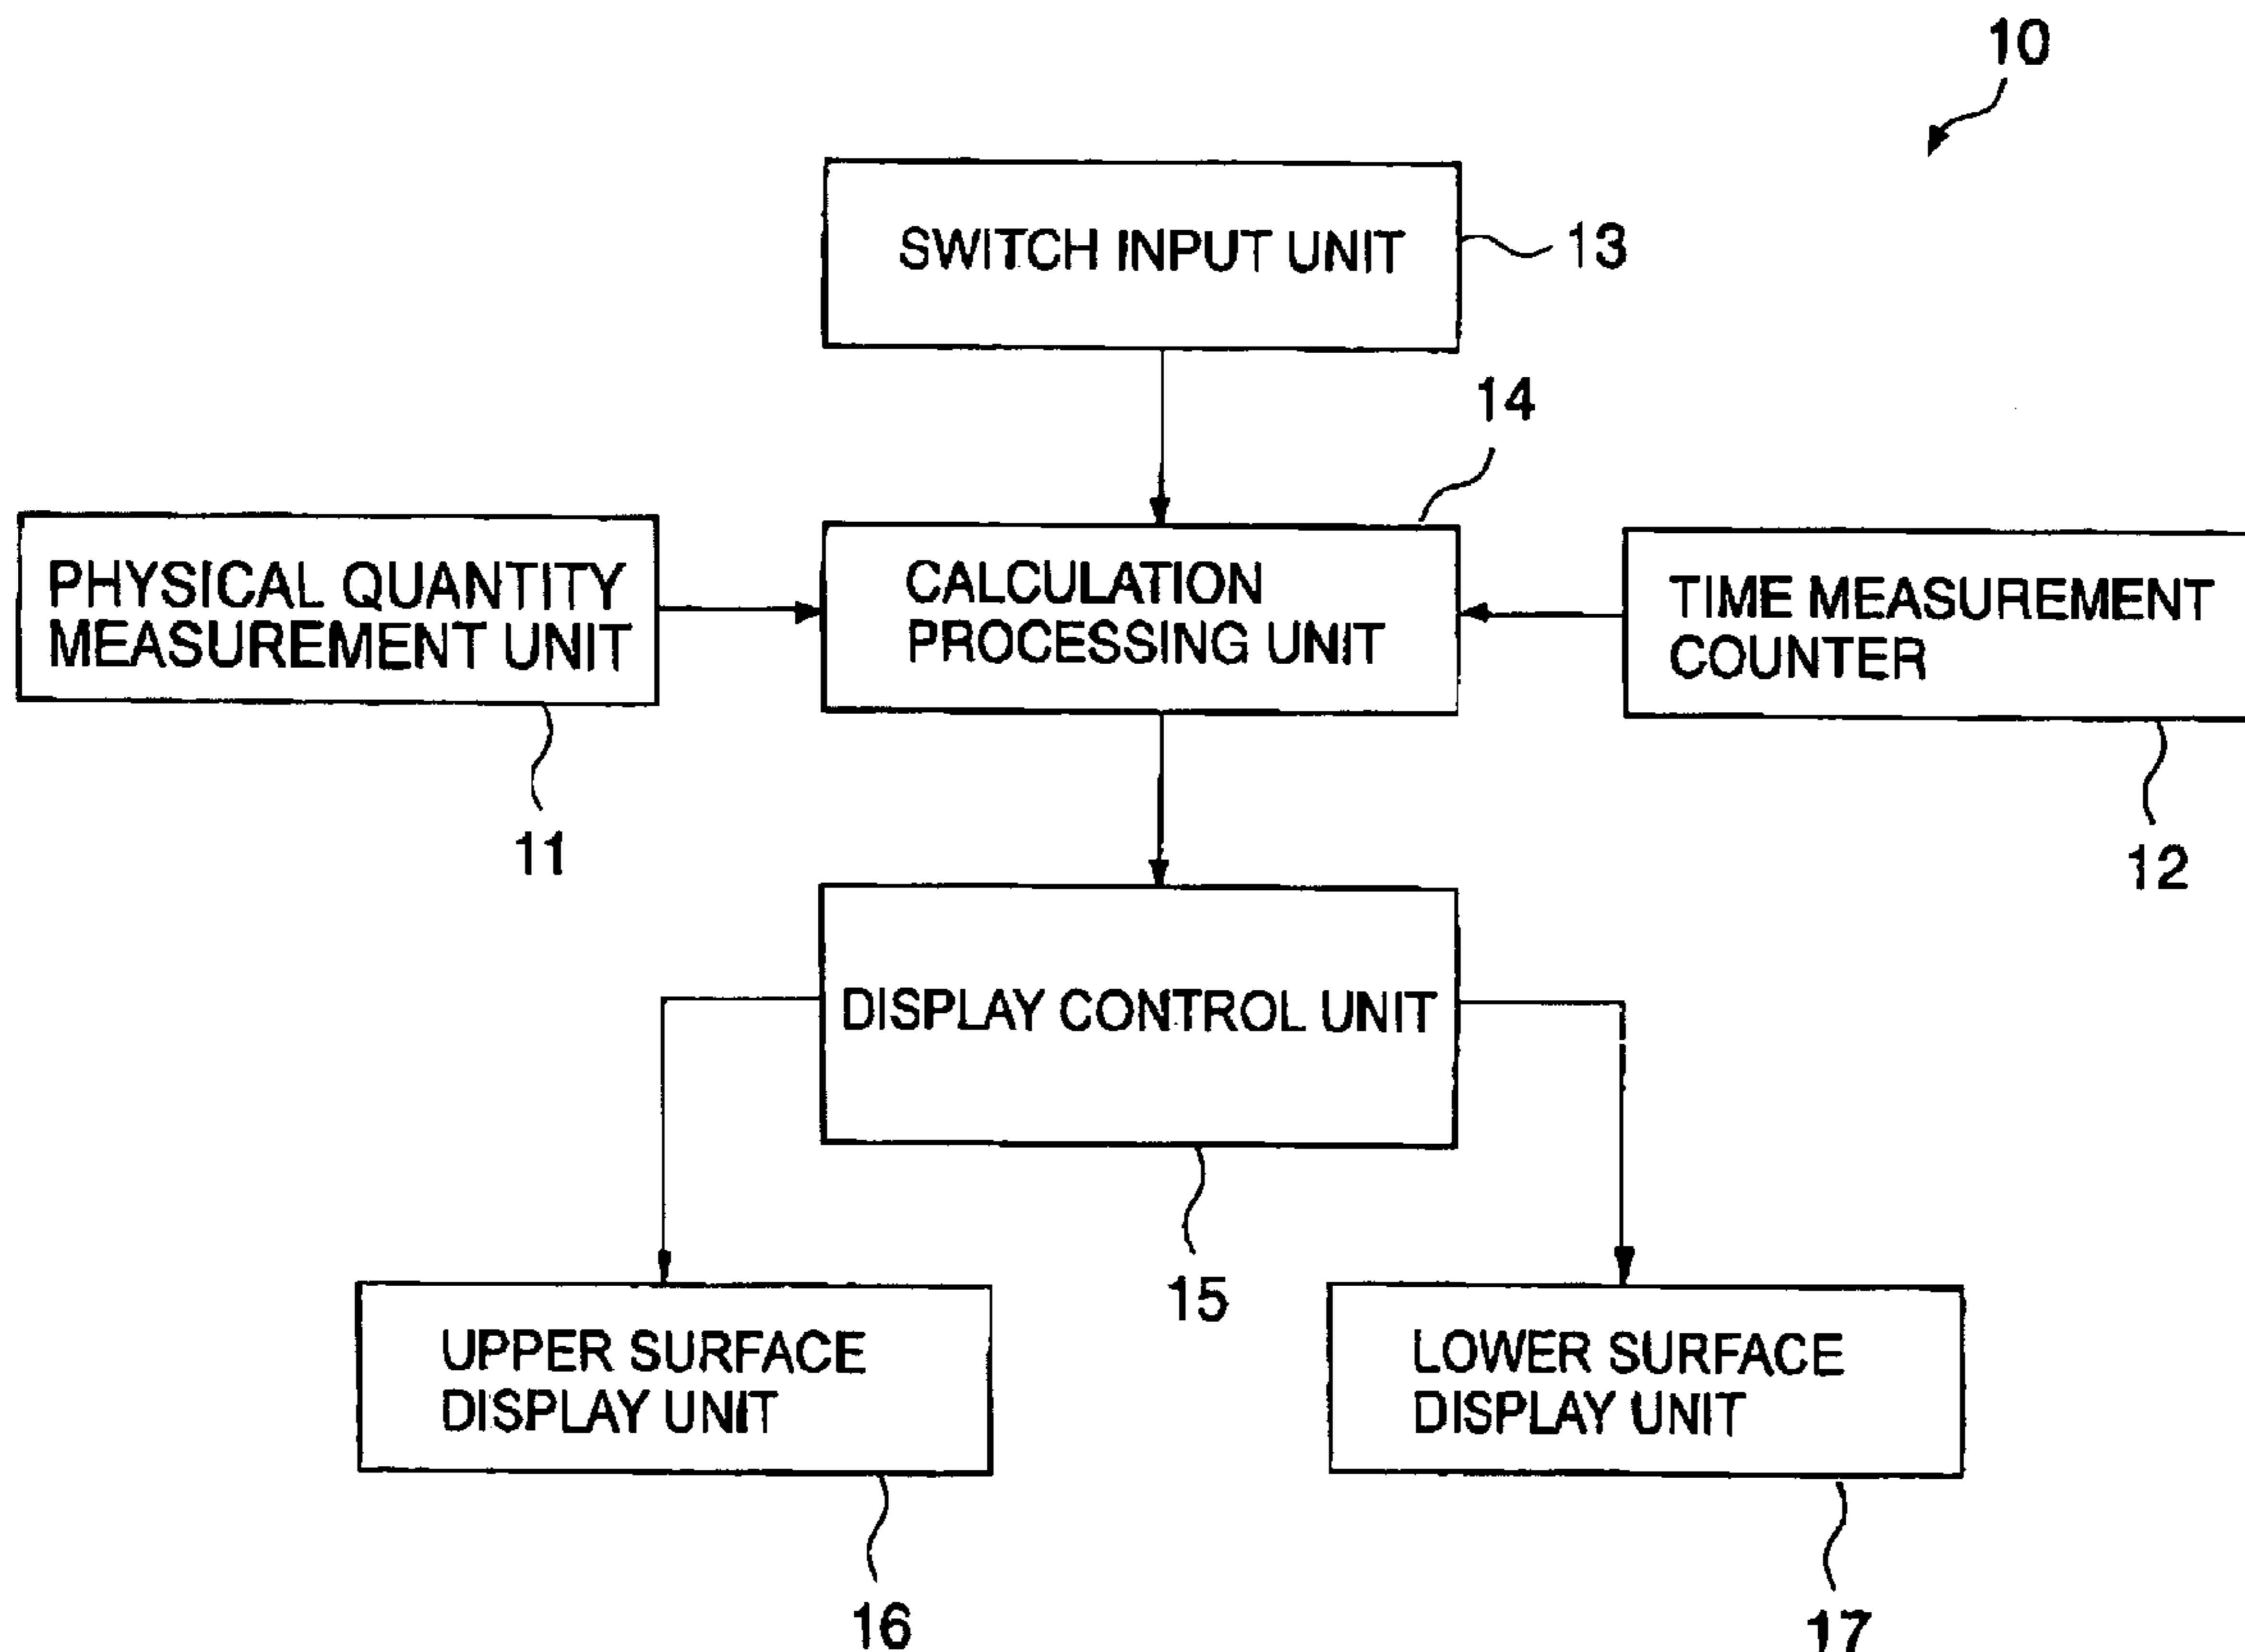 10
SWITCH INPUT UNIT
13
14
PHYSICAL QUANTITY
MEASUREMENT UNIT
11
CALCULATION
PROCESSING UNIT
TIME MEASUREMENT
COUNTER
12
DISPLAY CONTROL UNIT
15
UPPER SURFACE
DISPLAY UNIT
16
LOWER SURFACE
DISPLAY UNIT
17